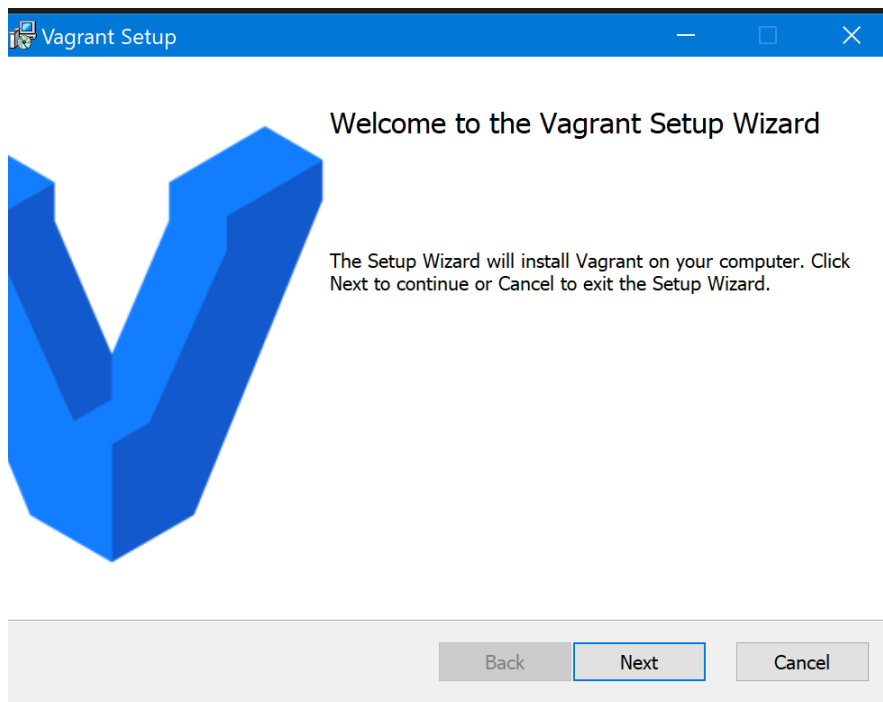 Vagrant Setup
Welcome to the Vagrant Setup Wizard
The Setup Wizard will install Vagrant on your computer. Click
Next to continue or Cancel to exit the Setup Wizard.
Back
Next
Cancel